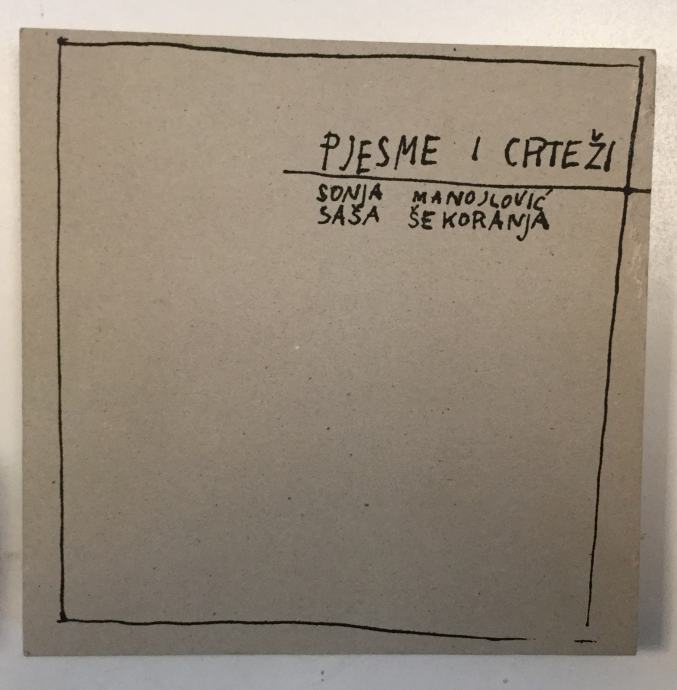 PJESME I CRTEŽI
SONJA MANOJLOVIĆ
SAŠA ŠEKORANJA